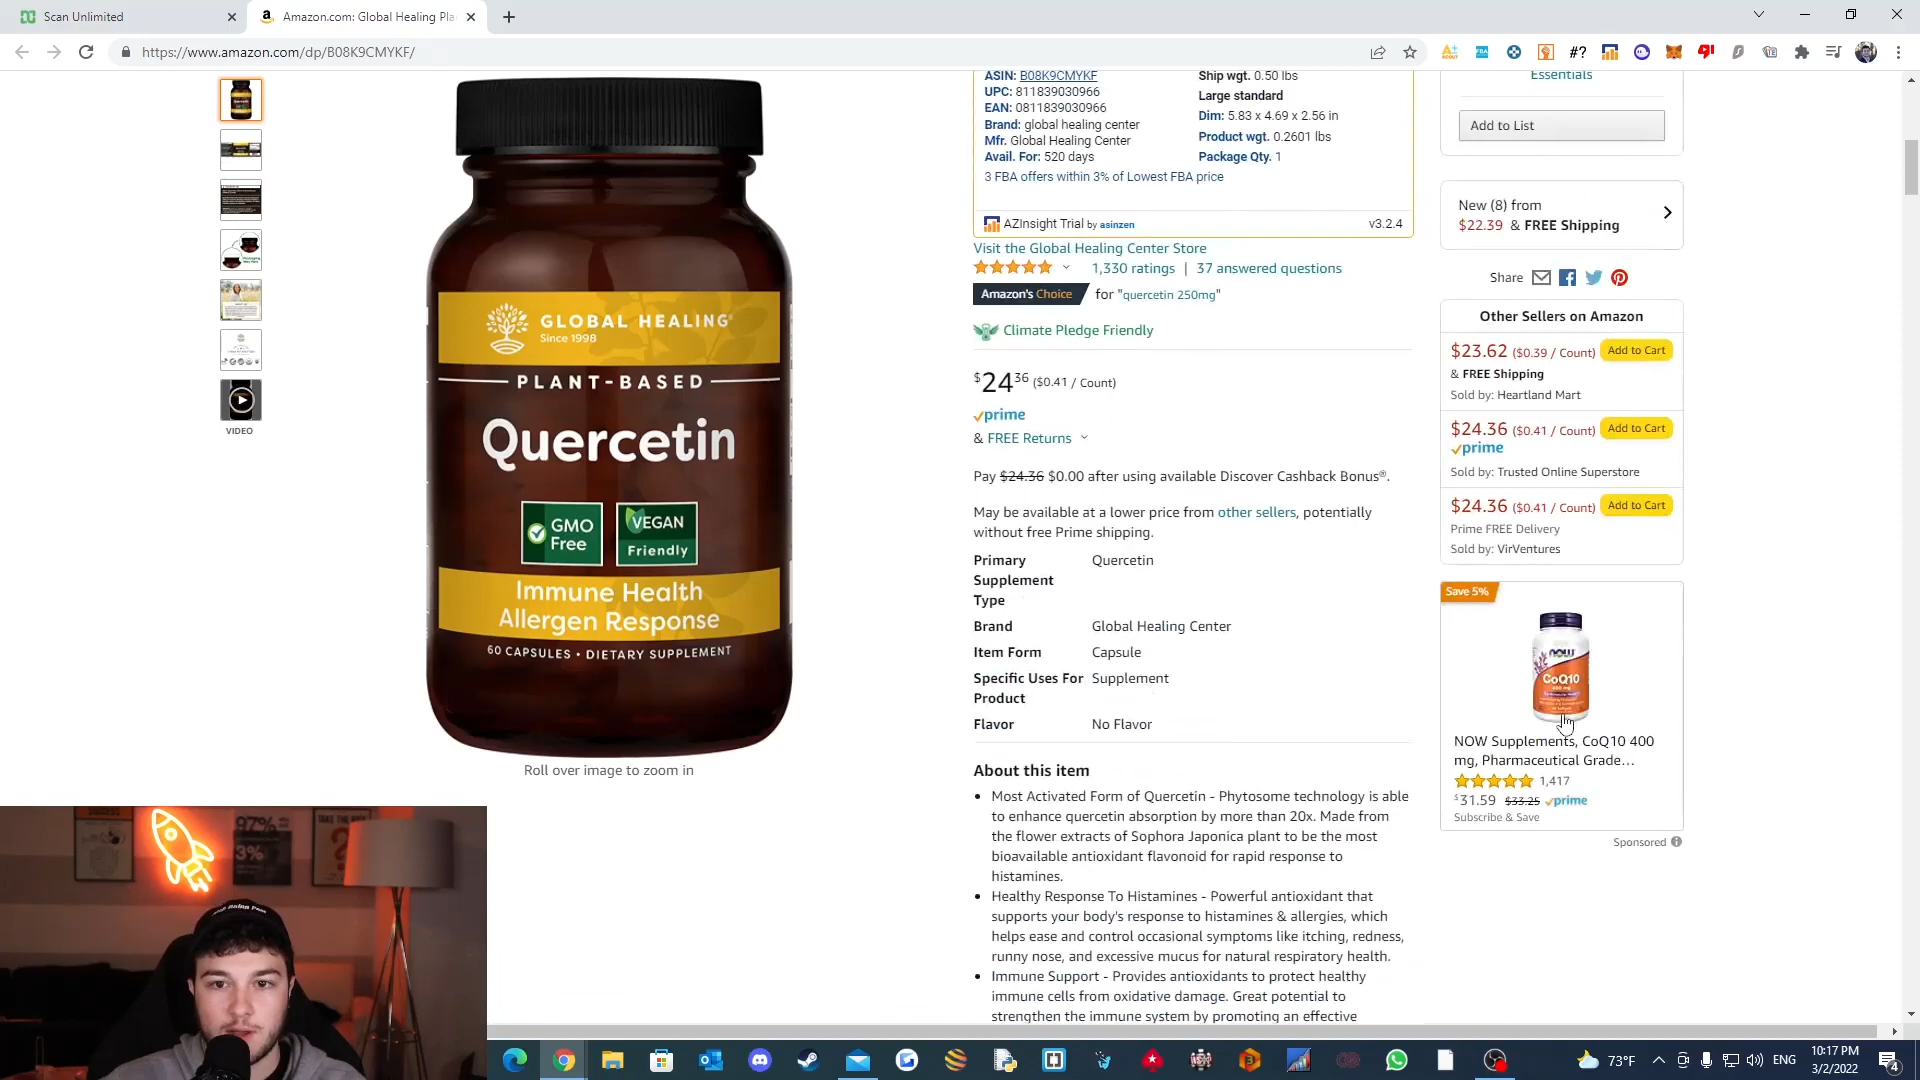 Scan Unlimited
Amazon.com: Global Healing Pla
https://www.amazon.com/dp/B08K9CMYKF/
#?
VIDEO
GLOBAL HEALING
Since 1998
PLANT-BASED
Quercetin
GMO Free
VEGAN Friendly
Immune Health
Allergen Response
60 CAPSULES • DIETARY SUPPLEMENT
Roll over image to zoom in
ASIN: B08K9CMYKF
UPC: 811839030966
EAN: 0811839030966
Brand: global healing center
Mfr. Global Healing Center
Avail. For: 520 days
Ship wgt. 0.50 lbs
Large standard
Dim: 5.83 x 4.69 x 2.56 in
Product wgt. 0.2601 lbs
Package Qty. 1
3 FBA offers within 3% of Lowest FBA price
AZInsight Trial by asinzen
v3.2.4
Visit the Global Healing Center Store
1,330 ratings | 37 answered questions
Amazon's Choice for "quercetin 250mg"
Climate Pledge Friendly
$24 36 ($0.41 / Count)
prime
& FREE Returns
Pay $24.36 $0.00 after using available Discover Cashback Bonus®.
May be available at a lower price from other sellers, potentially
without free Prime shipping.
Primary Supplement Type Quercetin
Brand Global Healing Center
Item Form Capsule
Specific Uses For Product Supplement
Flavor No Flavor
About this item
• Most Activated Form of Quercetin - Phytosome technology is able
to enhance quercetin absorption by more than 20x. Made from
the flower extracts of Sophora Japonica plant to be the most
bioavailable antioxidant flavonoid for rapid response to
histamines.
• Healthy Response To Histamines - Powerful antioxidant that
supports your body's response to histamines & allergies, which
helps ease and control occasional symptoms like itching, redness,
runny nose, and excessive mucus for natural respiratory health.
• Immune Support - Provides antioxidants to protect healthy
immune cells from oxidative damage. Great potential to
strengthen the immune system by promoting an effective
Essentials
Add to List
New (8) from
$22.39 & FREE Shipping
Share
Other Sellers on Amazon
$23.62 ($0.39 / Count) Add to Cart
& FREE Shipping
Sold by: Heartland Mart
$24.36 ($0.41 / Count) Add to Cart
prime
Sold by: Trusted Online Superstore
$24.36 ($0.41 / Count) Add to Cart
Prime FREE Delivery
Sold by: VirVentures
Save 5%
NOW
CoQ10
NOW Supplements, CoQ10 400
mg, Pharmaceutical Grade...
1,417
$31.59 $33.25 prime
Subscribe & Save
Sponsored
97%
3%
73°F
ENG
10:17 PM
3/2/2022
4